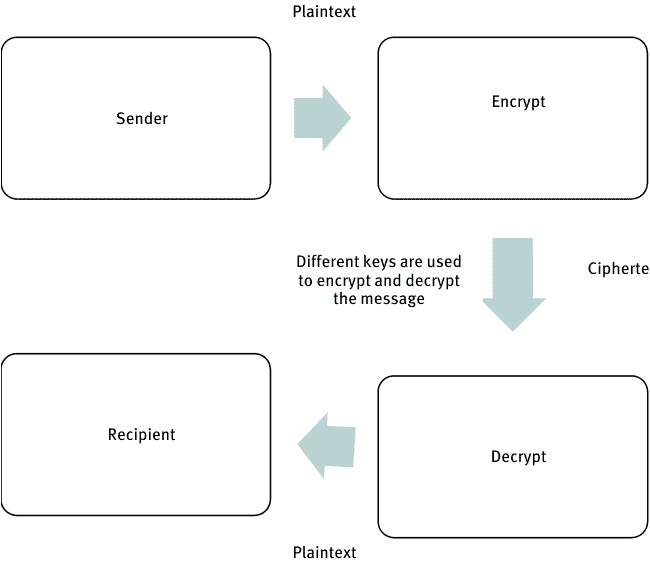 Plaintext
Sender
Encrypt
Different keys are used
to encrypt and decrypt
the message
Cipherte
Recipient
Decrypt
Plaintext